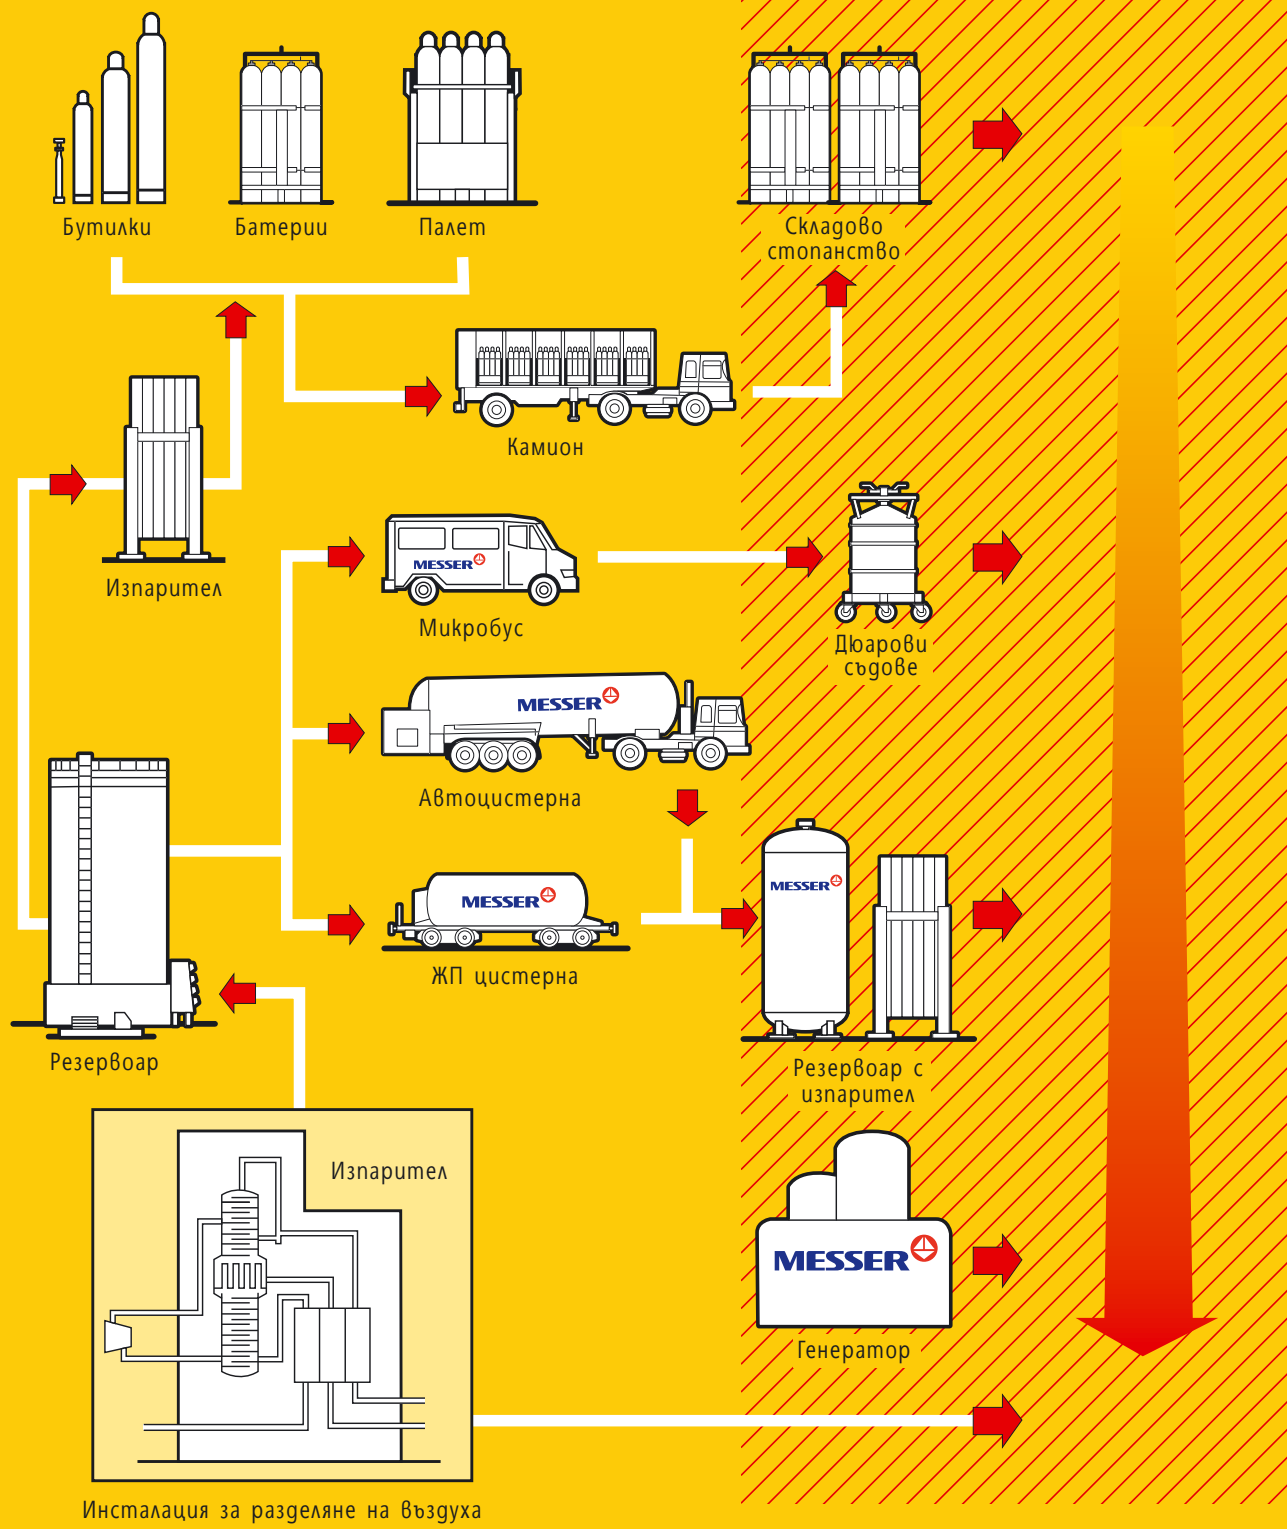 Бутилки
Батерии
Палет
Складово
стопанство
Камион
Изпарител
MESSER
Микробус
Дюарови
съдове
MESSER
Автоцистерна
MESSER
ЖП цистерна
MESSER
Резервоар
Резервоар с
изпарител
Изпарител
MESSER
Генератор
Инсталация за разделяне на въздуха